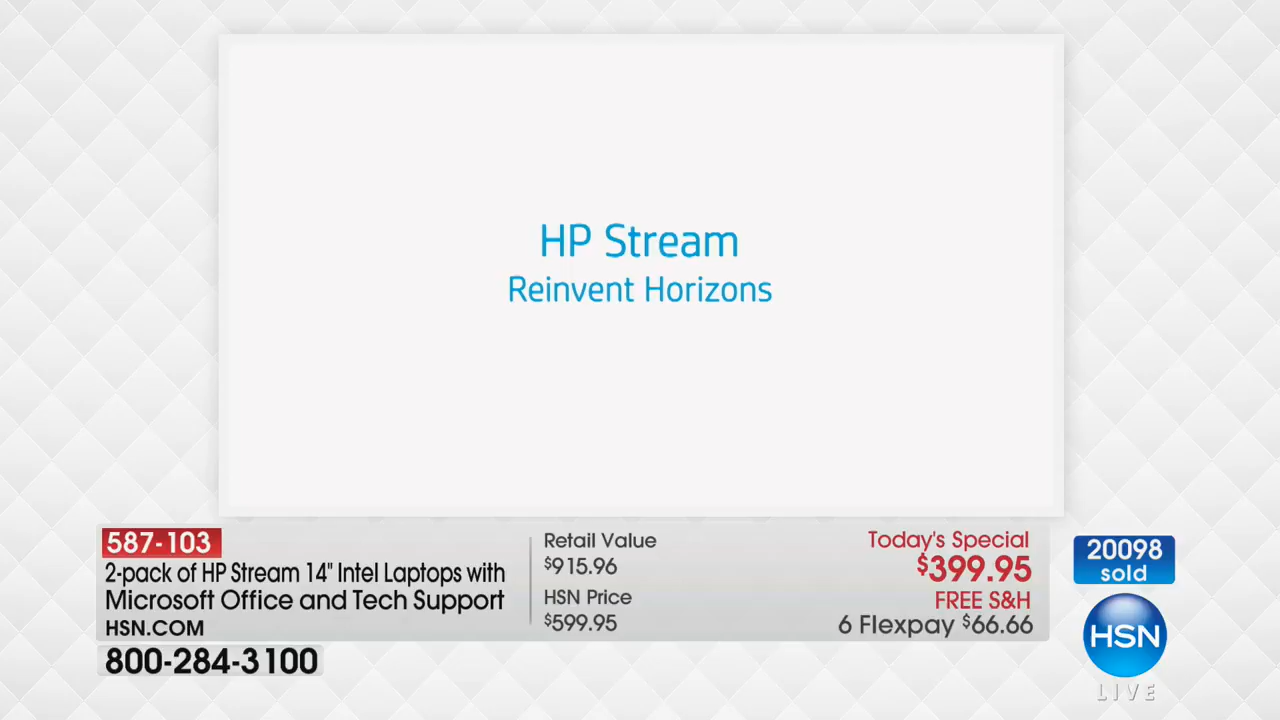 HP Stream
Reinvent Horizons
587-103
2-pack of HP Stream 14" Intel Laptops with
Microsoft Office and Tech Support
HSN.COM
800-284-3100
Retail Value
$915.96
HSN Price
$599.95
Today's Special
$399.95
FREE S&H
6 Flexpay $66.66
20098
sold
HSN
LIVE